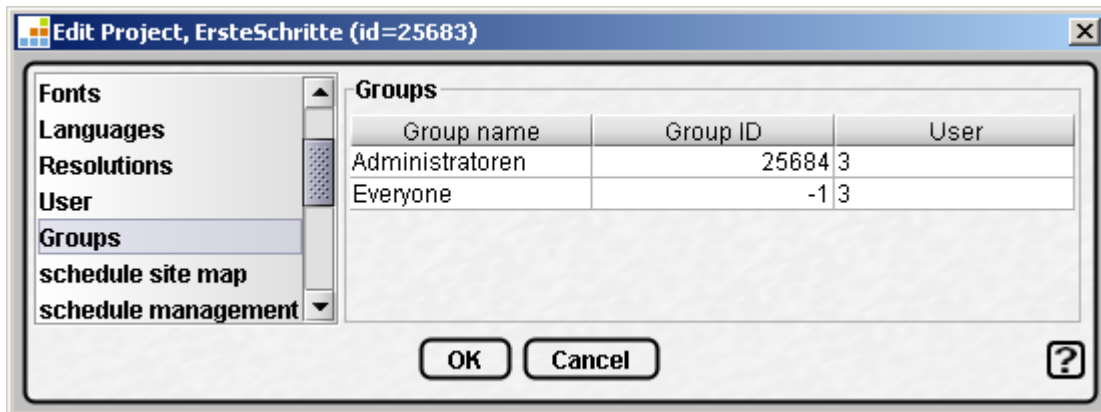 Edit Project, ErsteSchritte (id=25683)
Fonts
Languages
Resolutions
User
Groups
schedule site map
schedule management
Groups
Group name Group ID User
Administratoren 25684 3
Everyone -1 3
OK Cancel ?